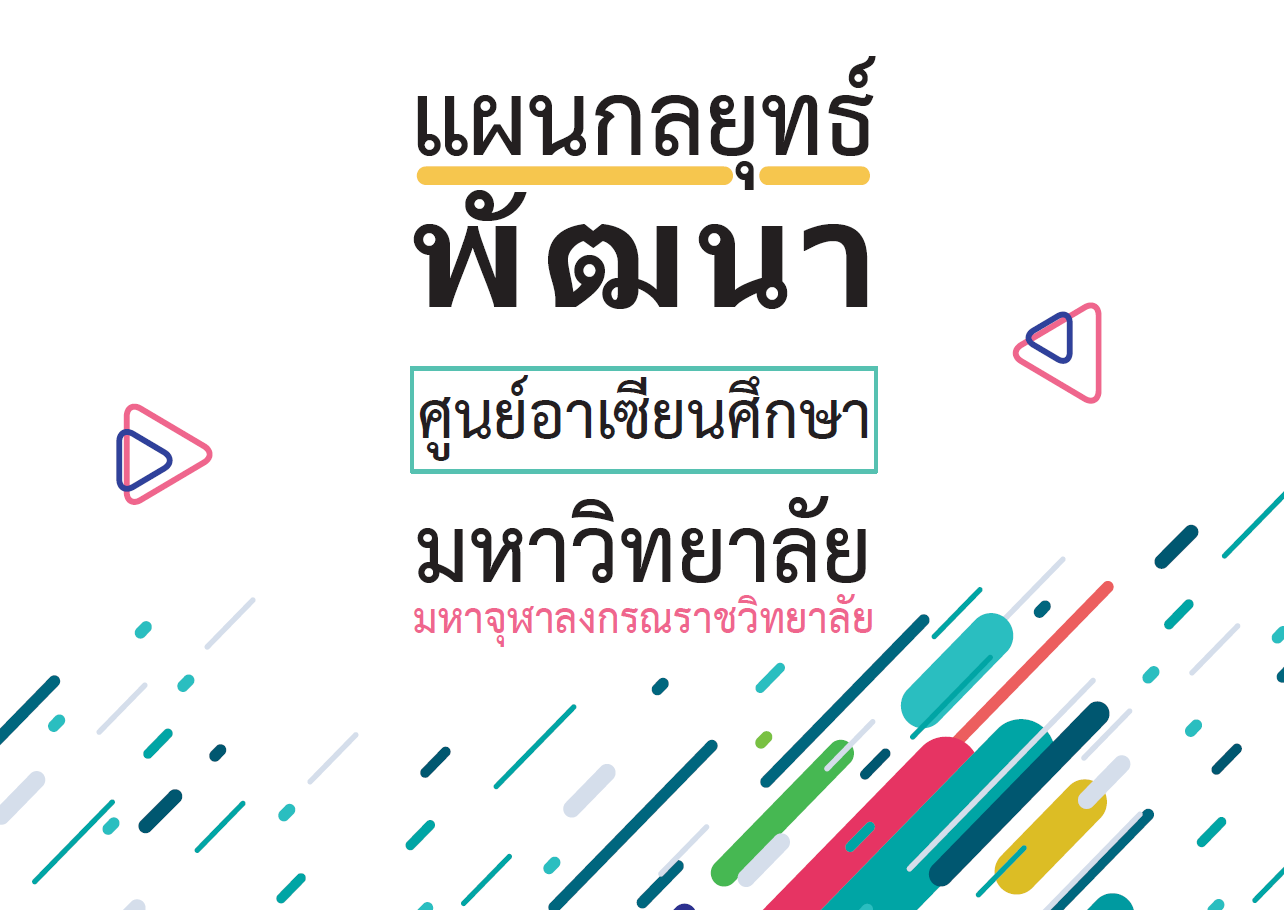 แผนกลยุทธ์
พัฒนา
ศูนย์อาเซียนศึกษา
มหาวิทยาลัย
มหาจุฬาลงกรณราชวิทยาลัย